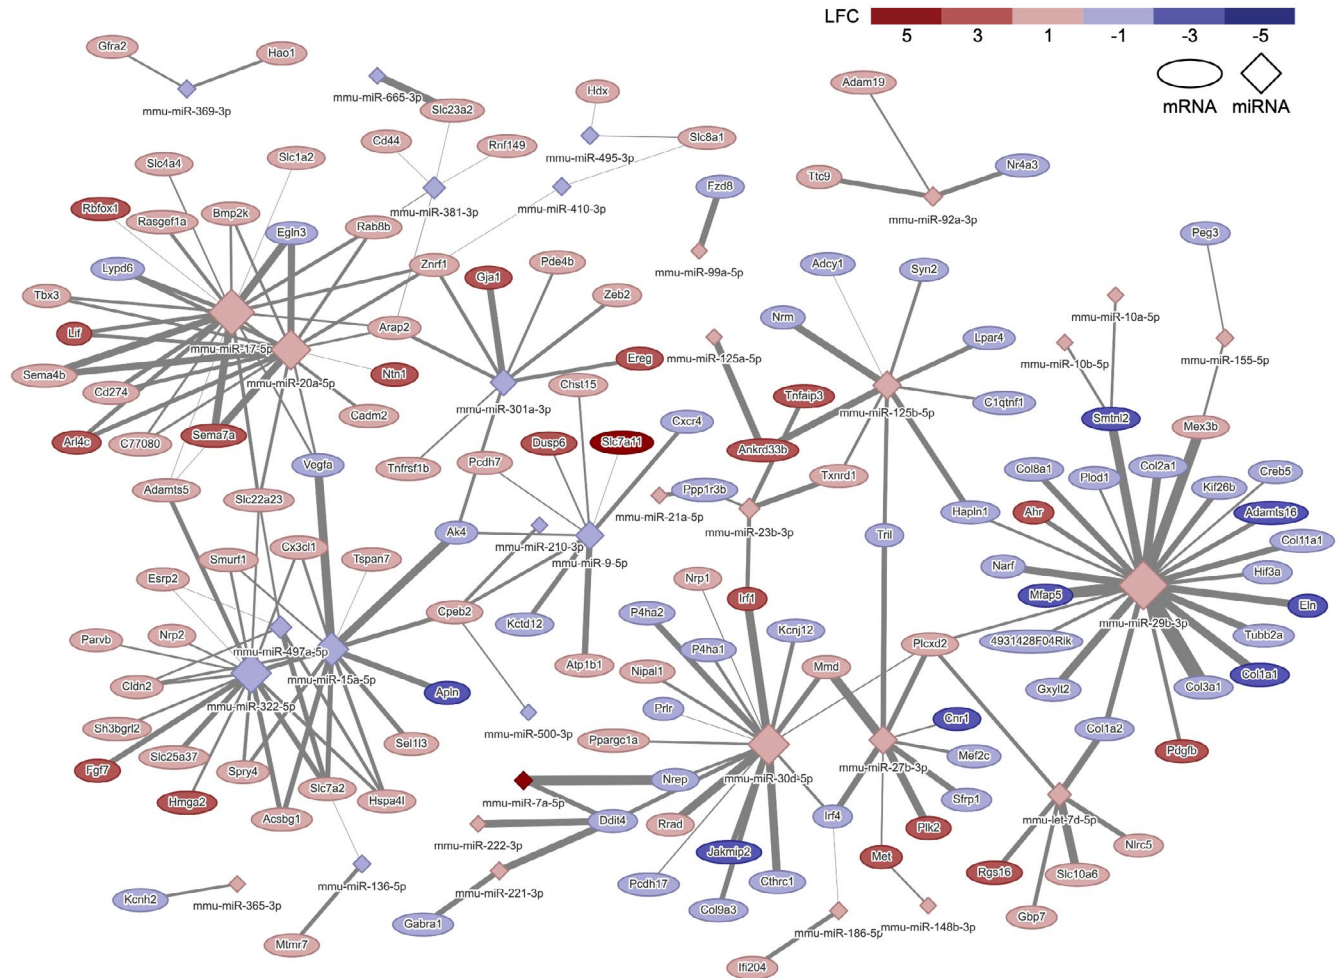 LFC
5 3 1 -1 -3 -5
mRNA miRNA
Gfra2
Hao1
mmu-miR-369-3p
mmu-miR-665-3p
Slc23a2
Hdx
Adam19
Cd44
Rnf149
mmu-miR-495-3p
Slc8a1
Slc4a4
Slc1a2
Ttc9
Nr4a3
mmu-miR-381-3p
mmu-miR-410-3p
Fzd8
mmu-miR-92a-3p
Rbfox1
Rasgef1a
Bmp2k
Egln3
Rab8b
Peg3
Lypd6
Znrf1
Gja1
Pde4b
mmu-miR-99a-5p
Adcy1
Syn2
Tbx3
Zeb2
mmu-miR-10a-5p
Lif
Arap2
Nrm
Lpar4
mmu-miR-17-5p
mmu-miR-125a-5p
mmu-miR-10b-5p
mmu-miR-155-5p
Sema4b
mmu-miR-20a-5p
Ntn1
Ereg
Cd274
Chst15
Tnfaip3
mmu-miR-125b-5p
C1qtnf1
mmu-miR-301a-3p
Cadm2
Smtnl2
Mex3b
Arl4c
C77080
Sema7a
Dusp6
Slc7a11
Cxcr4
Ankrd33b
Vegfa
Tnfrsf1b
Pcdh7
Txnrd1
Col8a1
Plod1
Col2a1
Kif26b
Creb5
Adamts5
Slc22a23
Ppp1r3b
mmu-miR-21a-5p
Hapln1
Ahr
Adamts16
Ak4
mmu-miR-210-3p
mmu-miR-23b-3p
Tril
Col11a1
Smurf1
Cx3cl1
Tspan7
mmu-miR-9-5p
Esrp2
Nrp1
Narf
Hif3a
Irf1
Mfap5
Eln
Cpeb2
P4ha2
Kctd12
Kcnj12
mmu-miR-29b-3p
Parvb
Nrp2
mmu-miR-497a-5p
P4ha1
Plcxd2
4931428F04Rik
Tubb2a
Atp1b1
Nipal1
Mmd
mmu-miR-15a-5p
Cldn2
Apln
Gxylt2
Col3a1
Col1a1
mmu-miR-322-5p
Prlr
Cnr1
Sh3bgrl2
mmu-miR-500-3p
Ppargc1a
Col1a2
Sel1l3
Pdgfb
Slc25a37
Mef2c
Fgf7
Spry4
mmu-miR-30d-5p
mmu-miR-27b-3p
Slc7a2
Nrep
Hmga2
Hspa4l
mmu-miR-7a-5p
Sfrp1
Acsbg1
Ddit4
Rrad
Irf4
Plk2
mmu-let-7d-5p
mmu-miR-222-3p
Jakmip2
Met
Nlrc5
mmu-miR-136-5p
mmu-miR-221-3p
Pcdh17
Cthrc1
Rgs16
Slc10a6
Kcnh2
mmu-miR-365-3p
Col9a3
Gabra1
Gbp7
mmu-miR-186-5p
mmu-miR-148b-3p
Mtmr7
Ifi204